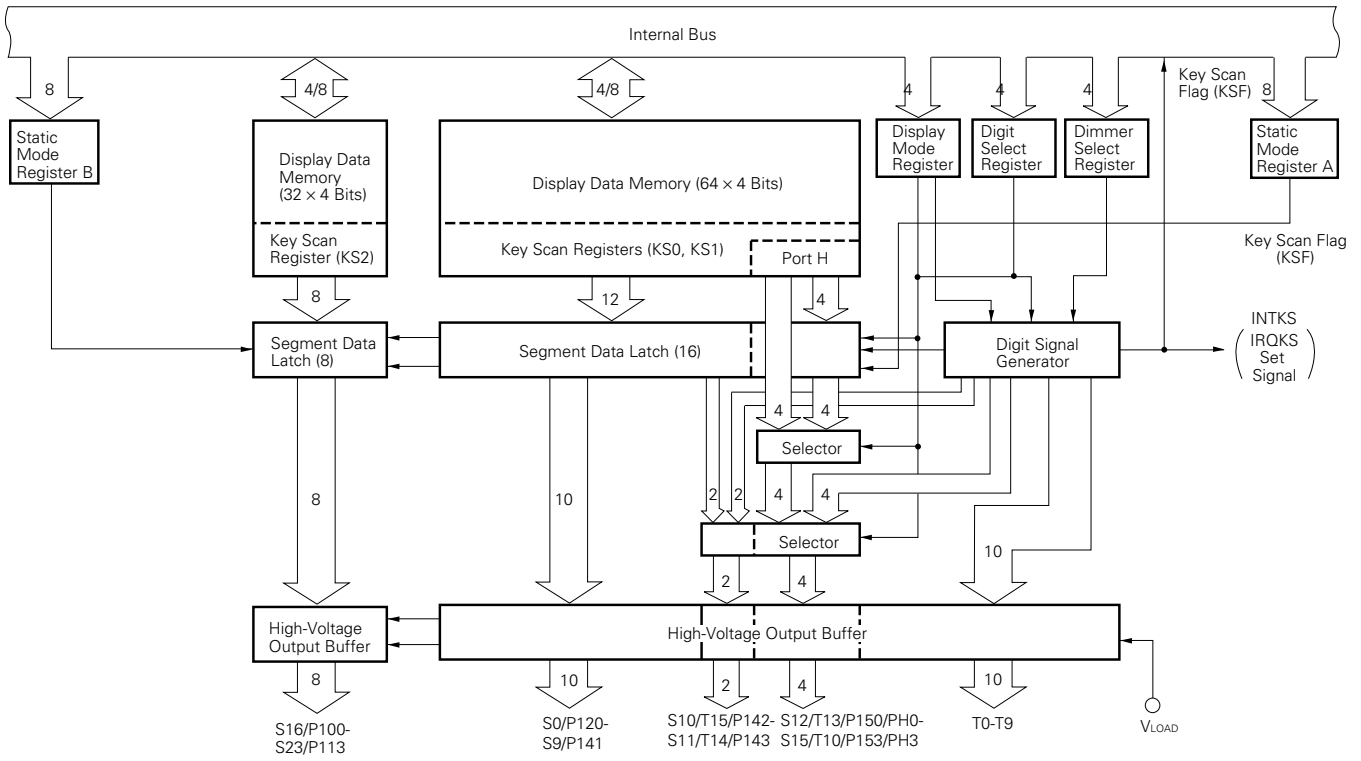 Internal Bus
8
4/8
4/8
4
4
4
Key Scan
Flag (KSF)
8
Static
Mode
Register B
Display Data
Memory
(32 × 4 Bits)
Key Scan
Register (KS2)
Display Data Memory (64 × 4 Bits)
Key Scan Registers (KS0, KS1)
Port H
Display
Mode
Register
Digit
Select
Register
Dimmer
Select
Register
Static
Mode
Register A
Key Scan Flag
(KSF)
8
12
4
Segment Data
Latch (8)
Segment Data Latch (16)
Digit Signal
Generator
INTKS
IRQKS
Set
Signal
4
4
Selector
8
10
2
2
4
4
10
Selector
2
4
High-Voltage
Output Buffer
High-Voltage Output Buffer
8
10
2
4
10
S16/P100-
S23/P113
S0/P120-
S9/P141
S10/T15/P142-
S11/T14/P143
S12/T13/P150/PH0-
S15/T10/P153/PH3
T0-T9
VLOAD